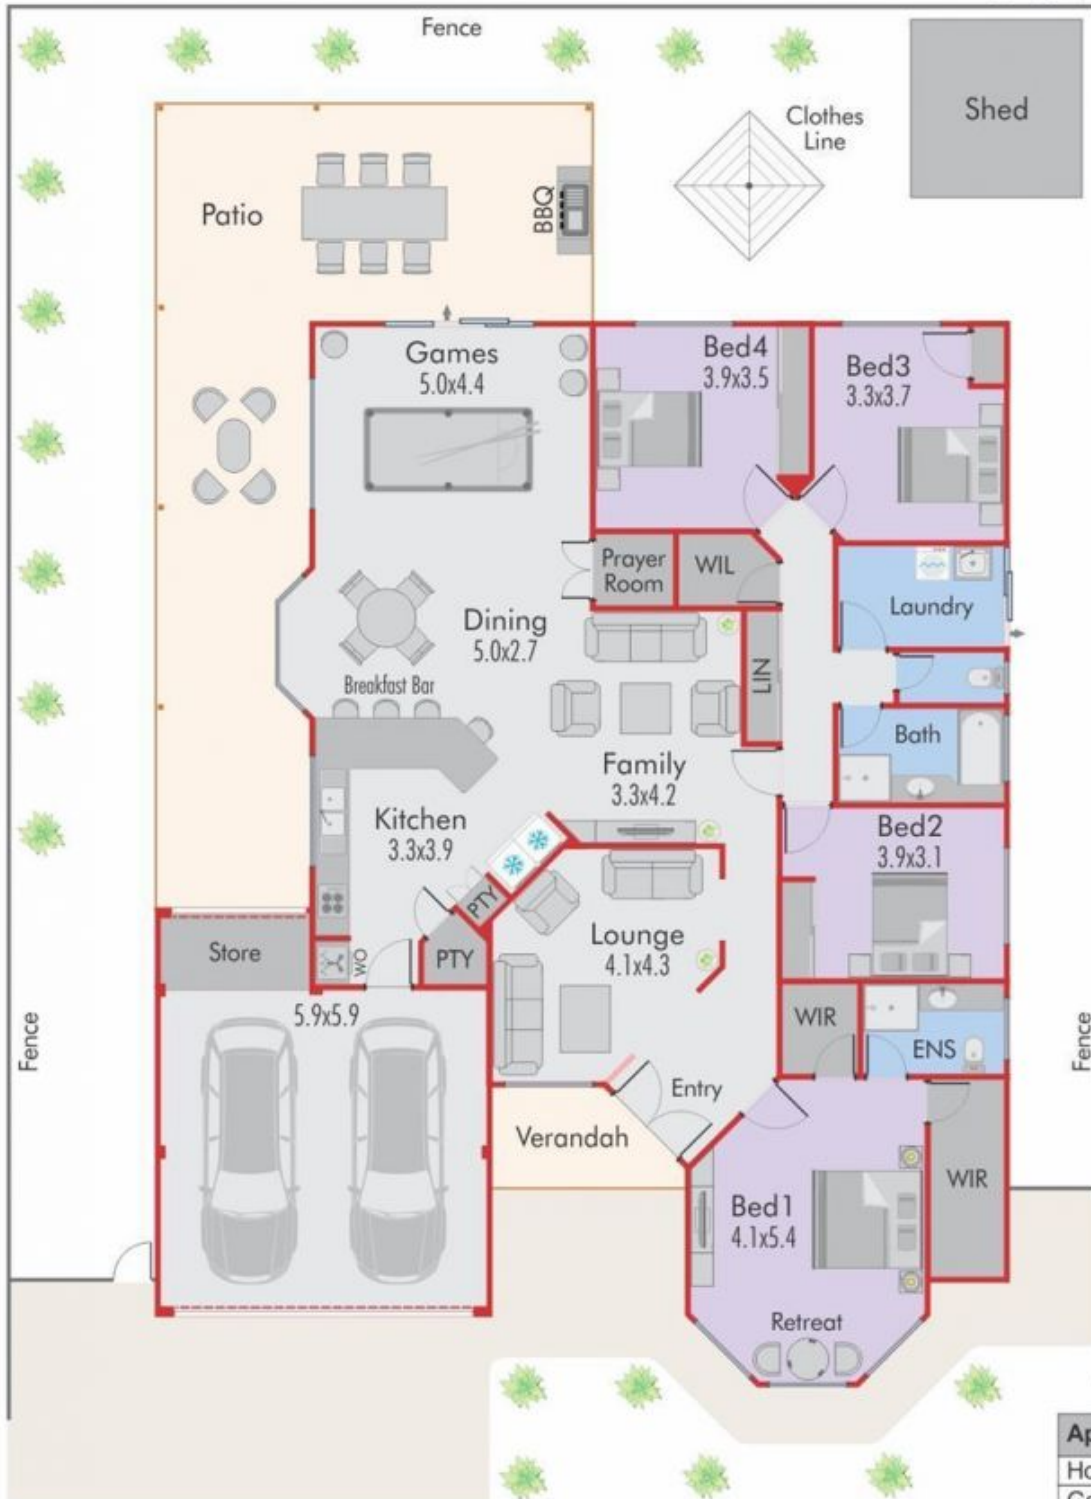 Fence
Shed
Clothes
Line
Patio
BBQ
Games
5.0x4.4
Bed4
3.9x3.5
Bed3
3.3x3.7
Prayer
Room
WIL
Laundry
Dining
5.0x2.7
Breakfast Bar
LIN
Bath
Family
3.3x4.2
Kitchen
3.3x3.9
Bed2
3.9x3.1
PTY
Store
WO
PTY
Lounge
4.1x4.3
5.9x5.9
WIR
ENS
Fence
Fence
Entry
Verandah
Bed1
4.1x5.4
WIR
Retreat